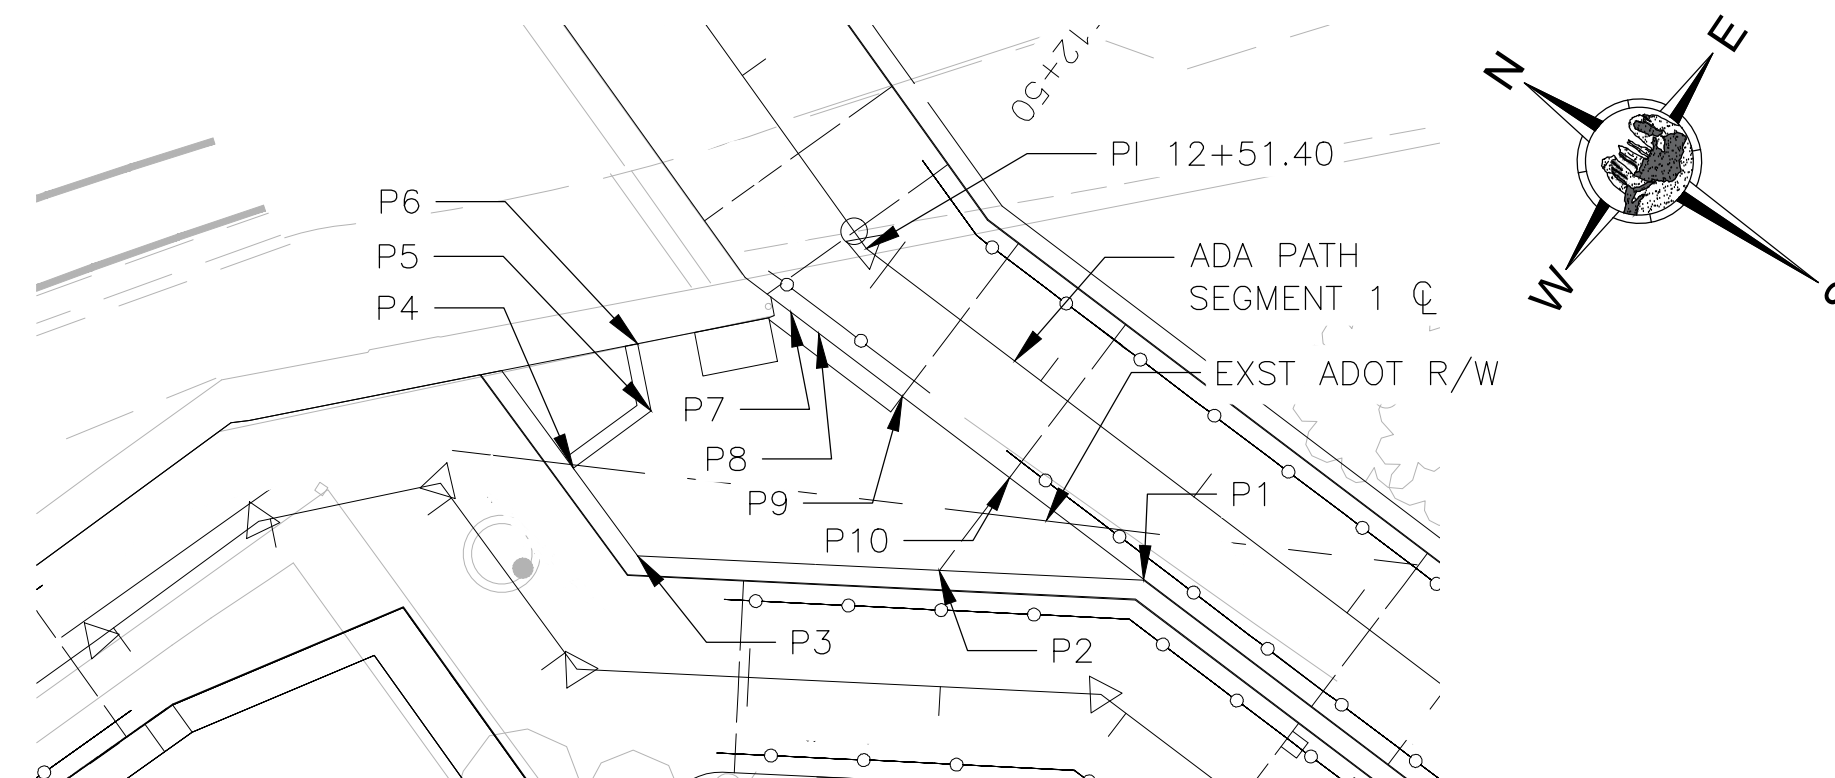 12+50
N
E
W
S
PI 12+51.40
P6
P5
P4
ADA PATH
SEGMENT 1 ℄
EXST ADOT R/W
P7
P8
P9
P10
P1
P3
P2